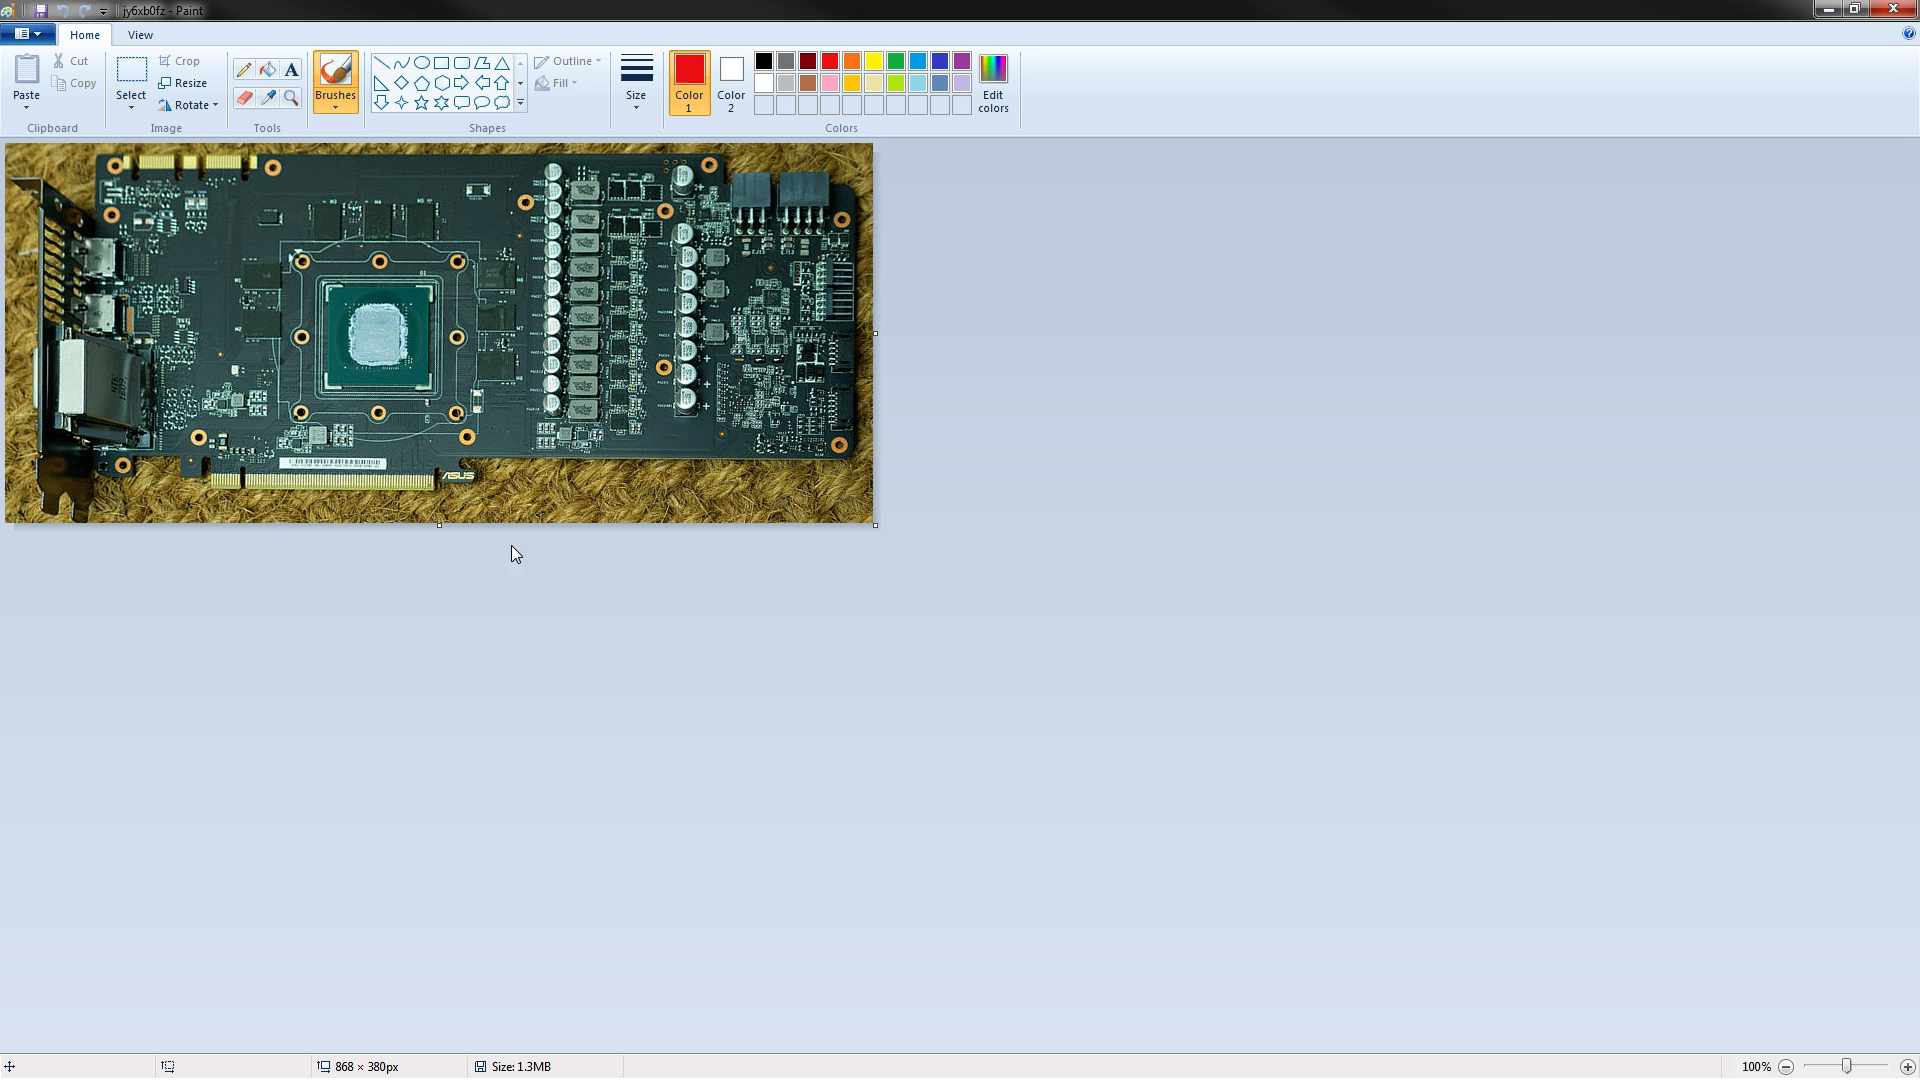 jy6xb0fz - Paint
Home
View
Paste
Cut
Copy
Clipboard
Select
Crop
Resize
Rotate
Image
Tools
Brushes
Shapes
Outline
Fill
Size
Color
1
Color
2
Edit
colors
Colors
ASUS
868 × 380px
Size: 1.3MB
100%